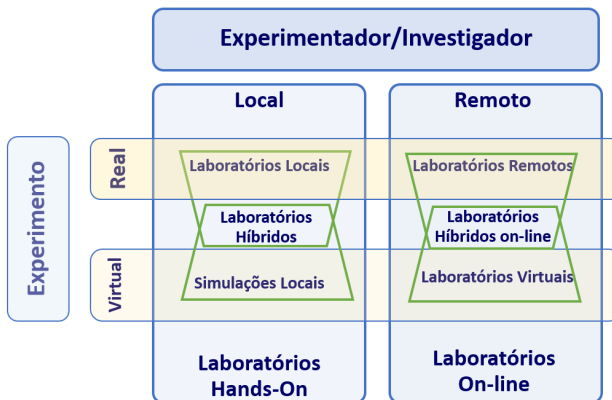 Experimentador/Investigador
Local
Remoto
Experimento
Real
Laboratórios Locais
Laboratórios Remotos
Laboratórios
Híbridos
Laboratórios
Híbridos on-line
Virtual
Simulações Locais
Laboratórios Virtuais
Laboratórios
Hands-On
Laboratórios
On-line